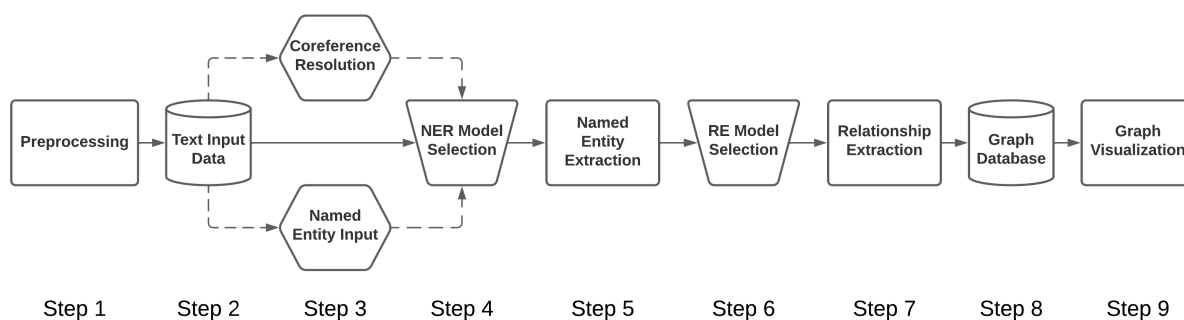 Coreference
Resolution
Preprocessing
Text Input
Data
NER Model
Selection
Named
Entity
Extraction
RE Model
Selection
Relationship
Extraction
Graph
Database
Graph
Visualization
Named
Entity Input
Step 1
Step 2
Step 3
Step 4
Step 5
Step 6
Step 7
Step 8
Step 9